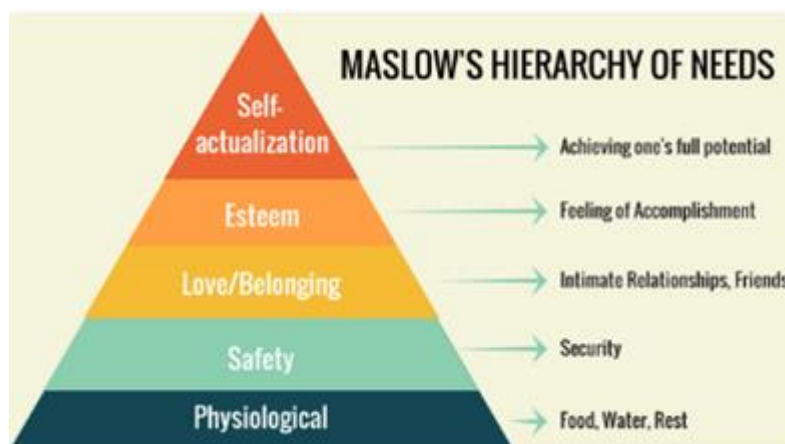 MASLOW'S HIERARCHY OF NEEDS
Self-
actualization
Achieving one's full potential
Esteem
Feeling of Accomplishment
Love/Belonging
Intimate Relationships, Friends
Safety
Security
Physiological
Food, Water, Rest